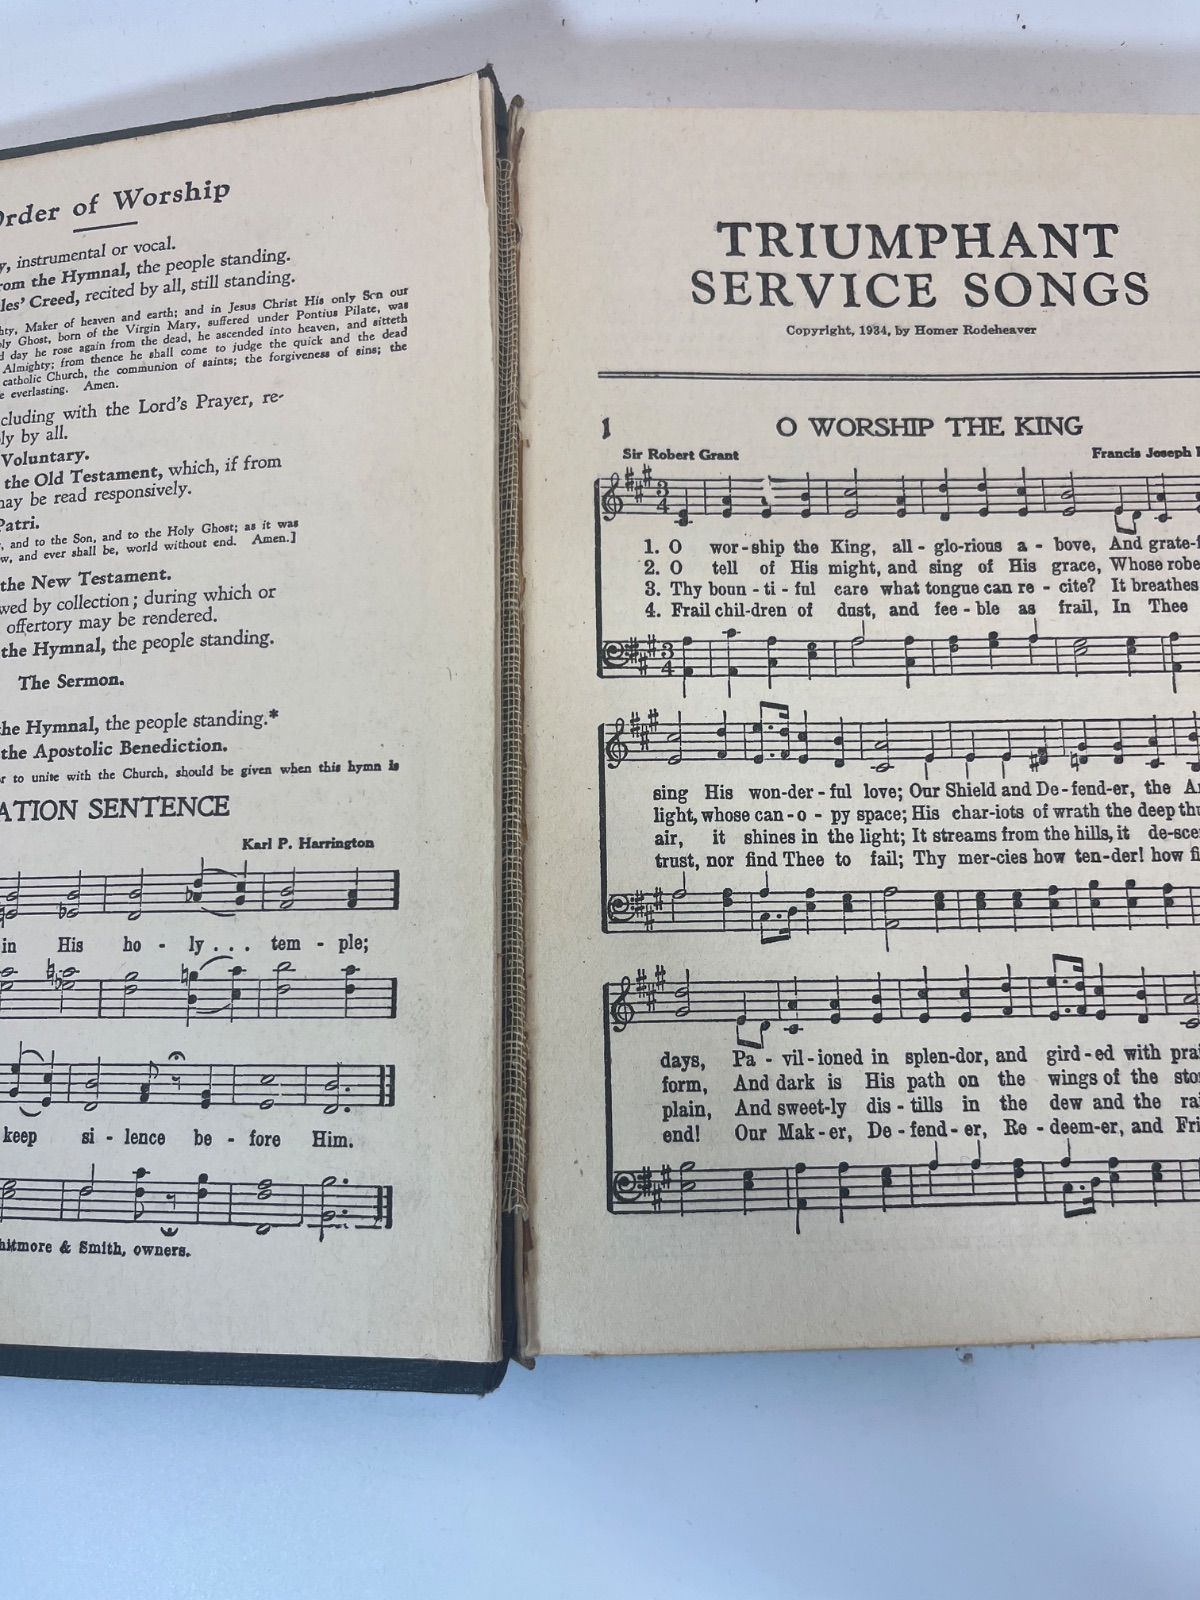 Order of Worship
instrumental or vocal.
from the Hymnal, the people standing.
Creed, recited by all, still standing.
Maker of heaven and earth; and in Jesus Christ His only Son our
Ghost, born of the Virgin Mary, suffered under Pontius Pilate, was
day he rose again from the dead, he ascended into heaven, and sitteth
Almighty; from thence he shall come to judge the quick and the dead
catholic Church, the communion of saints; the forgiveness of sins; the
everlasting. Amen.
cluding with the Lord's Prayer, re-
ly by all.
Voluntary.
the Old Testament, which, if from
may be read responsively.
Patri.
and to the Son, and to the Holy Ghost; as it was
now, and ever shall be, world without end. Amen.]
the New Testament.
wed by collection; during which or
offertory may be rendered.
the Hymnal, the people standing.
The Sermon.
the Hymnal, the people standing.*
the Apostolic Benediction.
or to unite with the Church, should be given when this hymn is
ATION SENTENCE
Karl P. Harrington
in His ho - ly . . . tem - ple;
keep si - lence be - fore Him.
hitmore & Smith, owners.
TRIUMPHANT
SERVICE SONGS
Copyright, 1934, by Homer Rodeheaver
1 O WORSHIP THE KING
Sir Robert Grant Francis Joseph
3 4
1. O wor - ship the King, all - glo-rious a - bove, And grate-f
2. O tell of His might, and sing of His grace, Whose robe
3. Thy boun - ti - ful care what tongue can re - cite? It breathes
4. Frail chil-dren of dust, and fee - ble as frail, In Thee
3 4
sing His won-der - ful love; Our Shield and De - fend-er, the
light, whose can - o - py space; His char-iots of wrath the deep thu
air, it shines in the light; It streams from the hills, it de-sce
trust, nor find Thee to fail; Thy mer-cies how ten-der! how fi
days, Pa - vil - ioned in splen-dor, and gird - ed with prai
form, And dark is His path on the wings of the sto
plain, And sweet-ly dis - tills in the dew and the rai
end! Our Mak - er, De - fend - er, Re - deem-er, and Fri